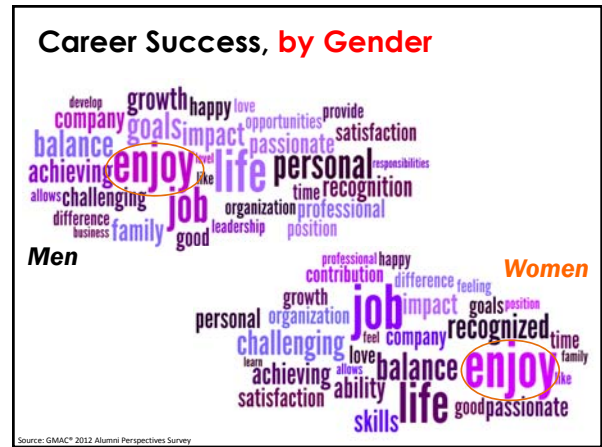 Career Success, by Gender
develop growth happy love
company goals impact opportunities provide
balance passionate satisfaction
achieving enjoy level life personal responsibilities
allows challenging like time recognition
difference job organization professional
business family good leadership position
Men
professional happy
contribution difference feeling
Women
growth job impact goals position
personal organization recognized
challenging feel company time
learn love balance enjoy family
achieving allows like
satisfaction ability life good passionate
skills
Source: GMAC® 2012 Alumni Perspectives Survey